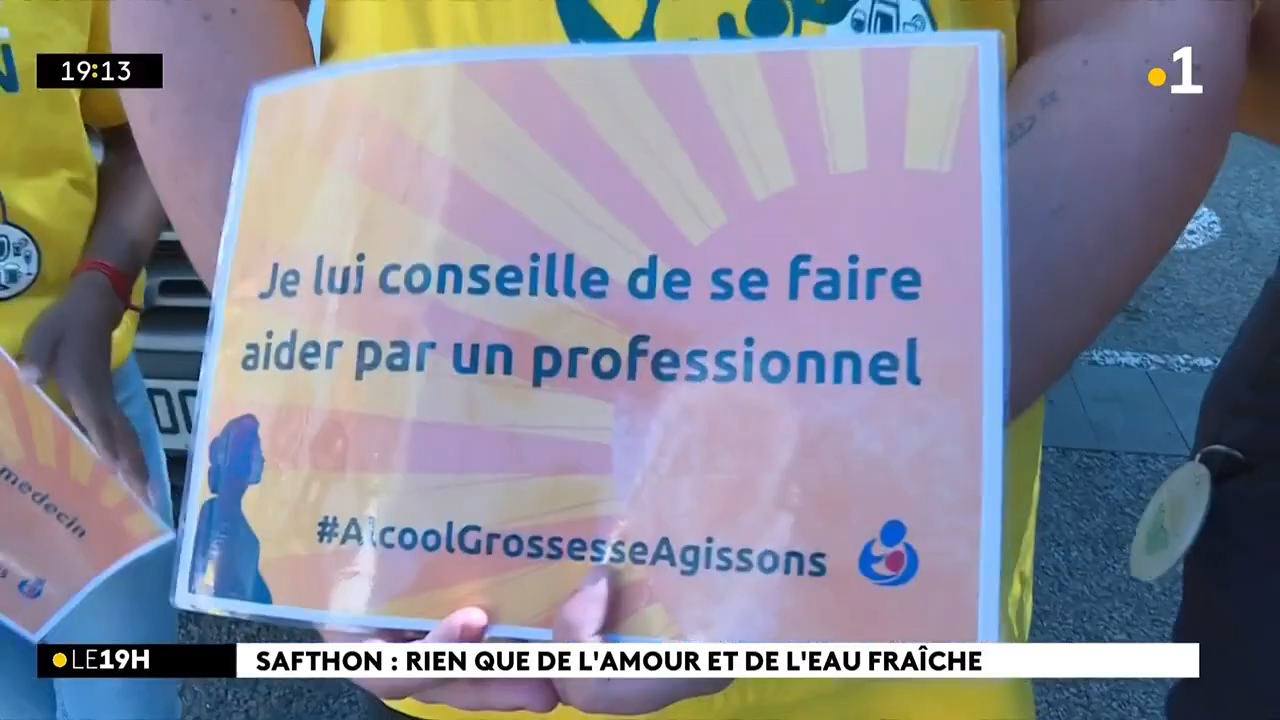 19:13
1
Je lui conseille de se faire
aider par un professionnel
medecin
#AlcoolGrossesseAgissons
LE19H
SAFTHON : RIEN QUE DE L'AMOUR ET DE L'EAU FRAÎCHE